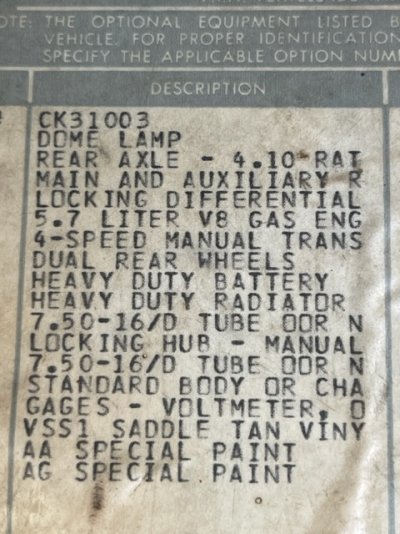 OTE: THE OPTIONAL EQUIPMENT LISTED B
VEHICLE. FOR PROPER IDENTIFICATION
SPECIFY THE APPLICABLE OPTION NUM
DESCRIPTION
CK31003
DOME LAMP
REAR AXLE - 4.10 RAT
MAIN AND AUXILIARY R
LOCKING DIFFERENTIAL
5.7 LITER V8 GAS ENG
4-SPEED MANUAL TRANS
DUAL REAR WHEELS
HEAVY DUTY BATTERY
HEAVY DUTY RADIATOR
7.50-16/D TUBE OOR N
LOCKING HUB - MANUAL
7.50-16/D TUBE OOR N
STANDARD BODY OR CHA
GAGES - VOLTMETER, O
VSS1 SADDLE TAN VINY
AA SPECIAL PAINT
AG SPECIAL PAINT